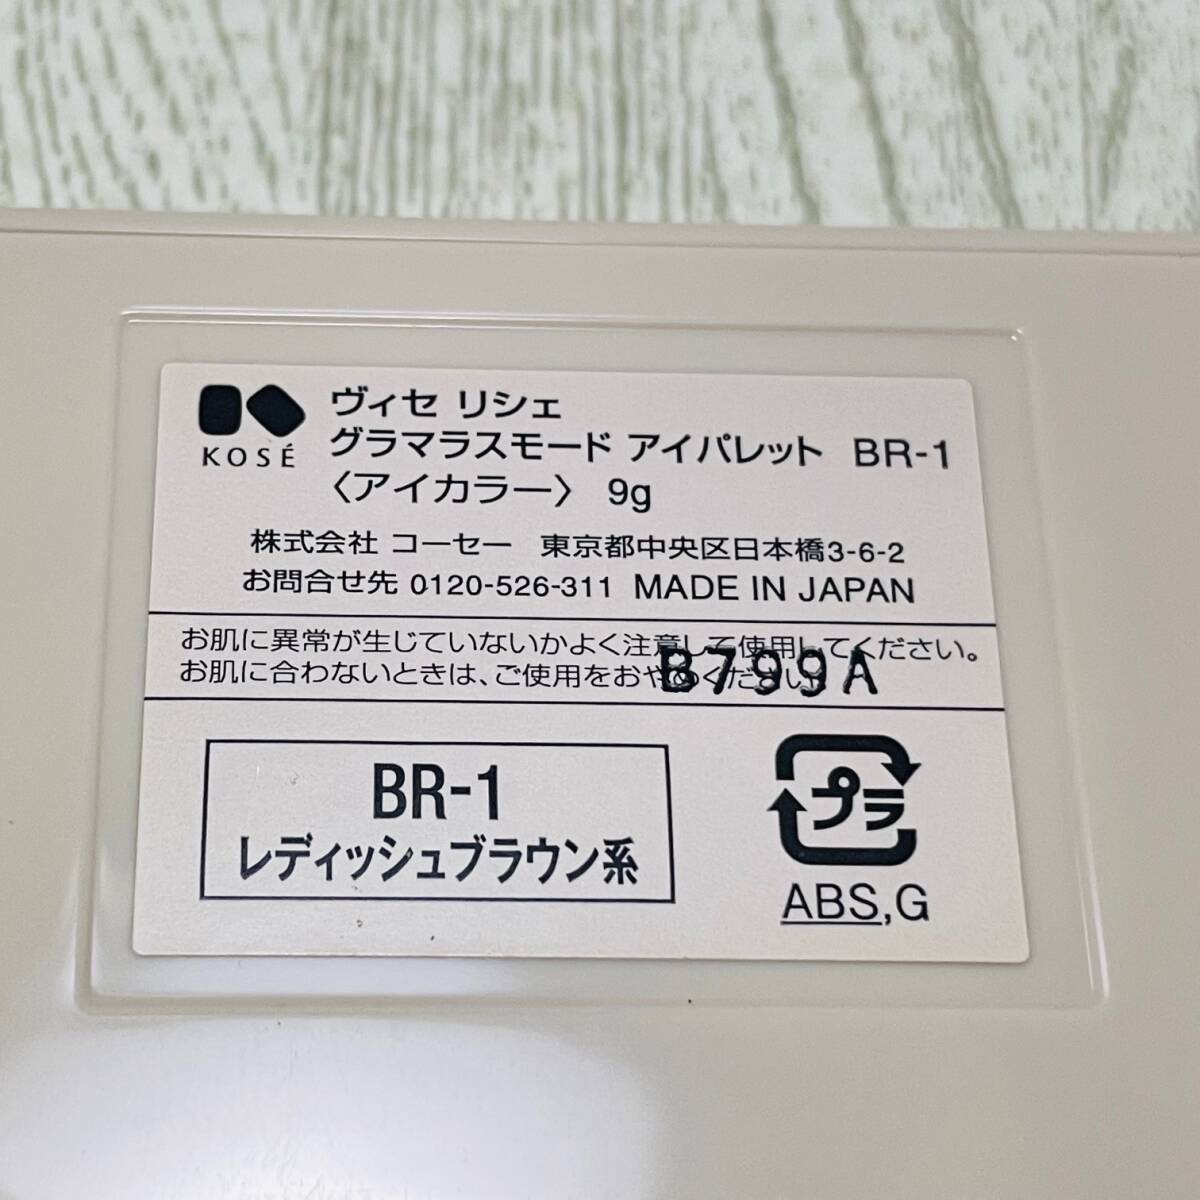 KOSÉ
ヴィセ リシェ
グラマラスモード アイパレット BR-1
〈アイカラー〉 9g
株式会社 コーセー 東京都中央区日本橋3-6-2
お問合せ先 0120-526-311 MADE IN JAPAN
お肌に異常が生じていないかよく注意して使用してください。
お肌に合わないときは、ご使用をおやめください。
B799A
BR-1
レディッシュブラウン系
プラ
ABS,G